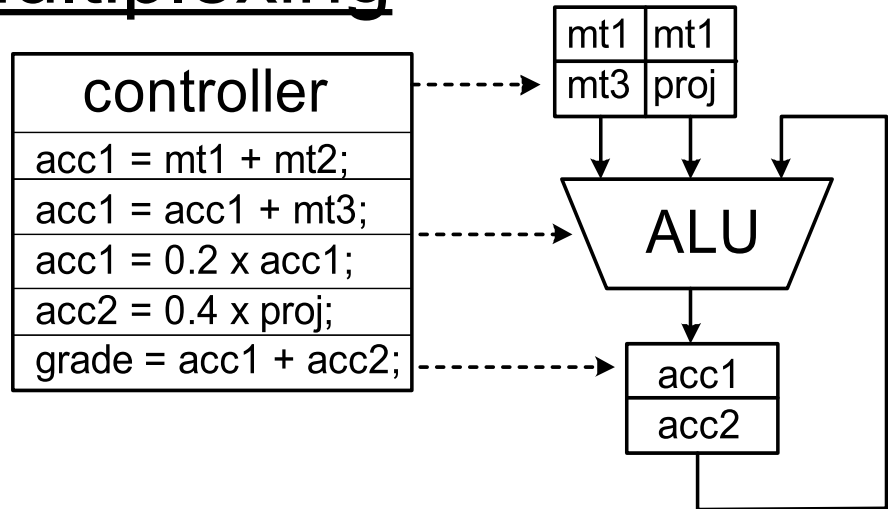 controller
acc1 = mt1 + mt2;
acc1 = acc1 + mt3;
acc1 = 0.2 x acc1;
acc2 = 0.4 x proj;
grade = acc1 + acc2;
mt1 mt1
mt3 proj
ALU
acc1
acc2